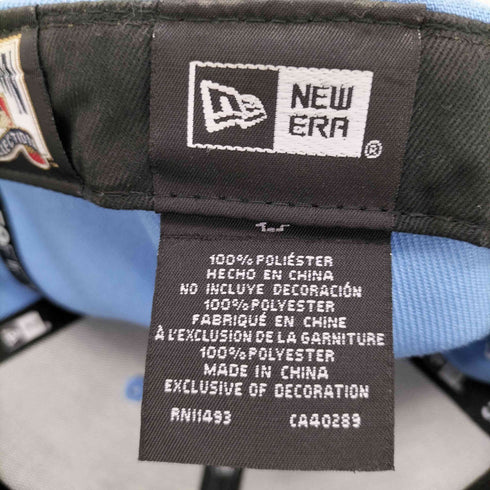 NEW
ERA
®
100% POLIÉSTER
HECHO EN CHINA
NO INCLUYE DECORACIÓN
100% POLYESTER
FABRIQUÉ EN CHINE
À L'EXCLUSION DE LA GARNITURE
100% POLYESTER
MADE IN CHINA
EXCLUSIVE OF DECORATION
RN11493 CA40289